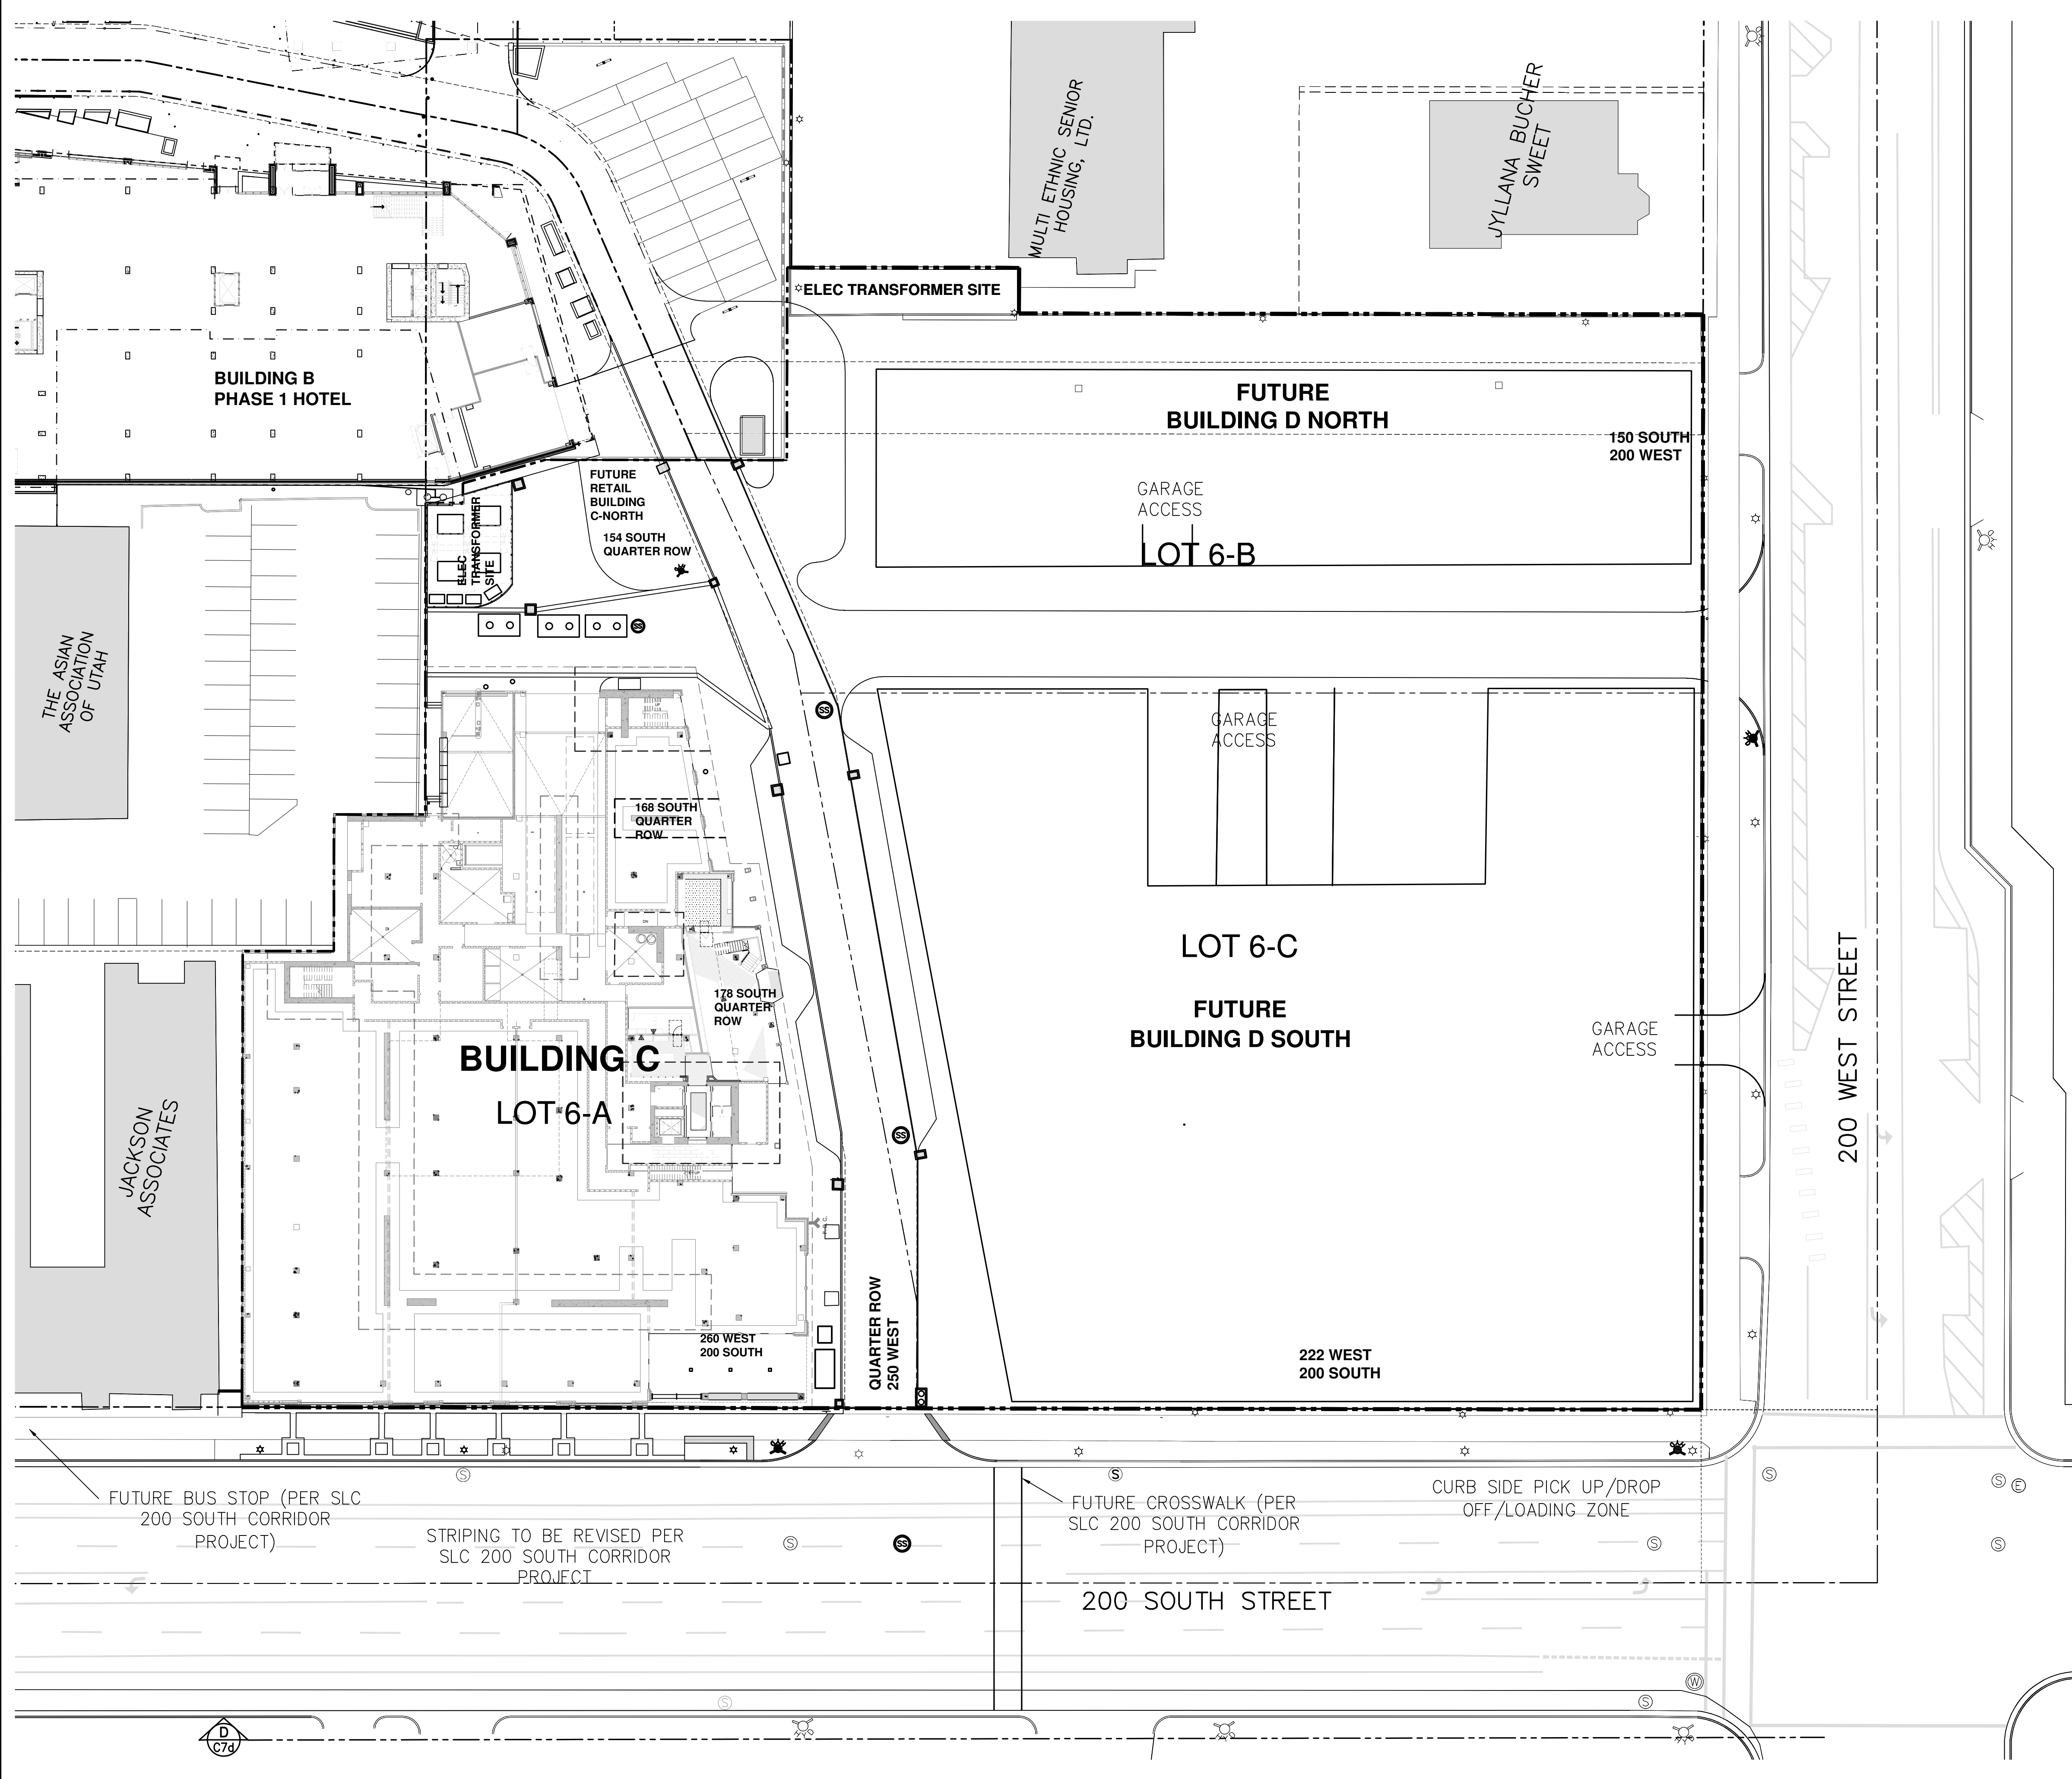 MULTI ETHNIC SENIOR
HOUSING, LTD.
JYLLANA BUCHER
SWEET
ELEC TRANSFORMER SITE
BUILDING B
PHASE 1 HOTEL
FUTURE
BUILDING D NORTH
150 SOUTH
200 WEST
GARAGE
ACCESS
LOT 6-B
FUTURE
RETAIL
BUILDING
C-NORTH
154 SOUTH
QUARTER ROW
ELEC
TRANSFORMER
SITE
SS
THE ASIAN
ASSOCIATION
OF UTAH
SS
UP
GARAGE
ACCESS
168 SOUTH
QUARTER
ROW
DN
178 SOUTH
QUARTER
ROW
LOT 6-C
FUTURE
BUILDING D SOUTH
GARAGE
ACCESS
200 WEST STREET
BUILDING C
LOT 6-A
JACKSON
ASSOCIATES
SS
260 WEST
200 SOUTH
QUARTER ROW
250 WEST
222 WEST
200 SOUTH
S
S
S
S
E
FUTURE BUS STOP (PER SLC
200 SOUTH CORRIDOR
PROJECT)
STRIPING TO BE REVISED PER
SLC 200 SOUTH CORRIDOR
PROJECT
S
SS
FUTURE CROSSWALK (PER
SLC 200 SOUTH CORRIDOR
PROJECT)
CURB SIDE PICK UP/DROP
OFF/LOADING ZONE
S
S
200 SOUTH STREET
W
S
S
D
C7d